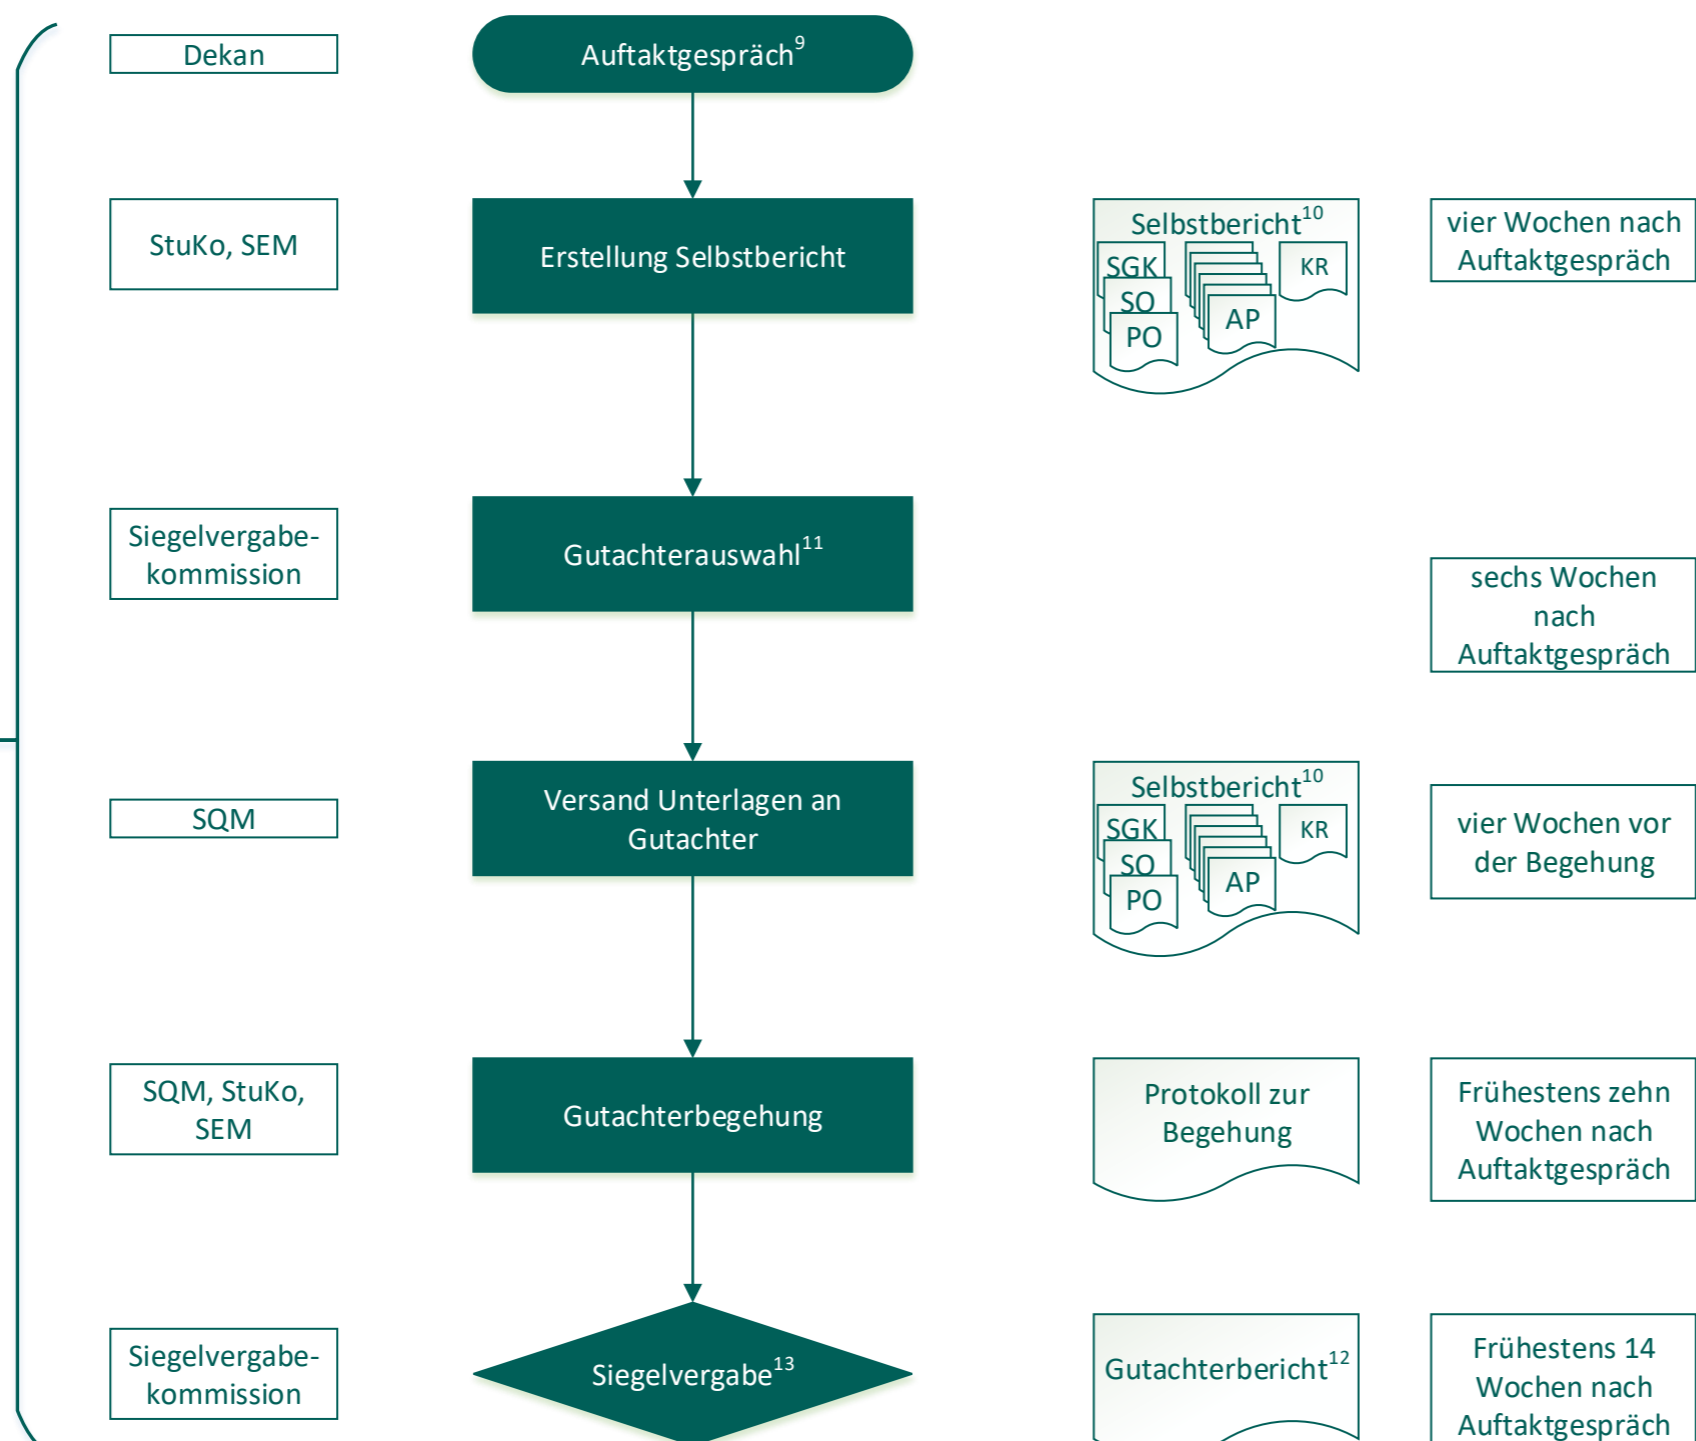 Dekan
Auftaktgespräch⁹
StuKo, SEM
Erstellung Selbstbericht
Selbstbericht¹⁰
SGK
SO
PO
AP
KR
vier Wochen nach
Auftaktgespräch
Siegelvergabe-
kommission
Gutachterauswahl¹¹
sechs Wochen
nach
Auftaktgespräch
SQM
Versand Unterlagen an
Gutachter
Selbstbericht¹⁰
SGK
SO
PO
AP
KR
vier Wochen vor
der Begehung
SQM, StuKo,
SEM
Gutachterbegehung
Protokoll zur
Begehung
Frühestens zehn
Wochen nach
Auftaktgespräch
Siegelvergabe-
kommission
Siegelvergabe¹³
Gutachterbericht¹²
Frühestens 14
Wochen nach
Auftaktgespräch